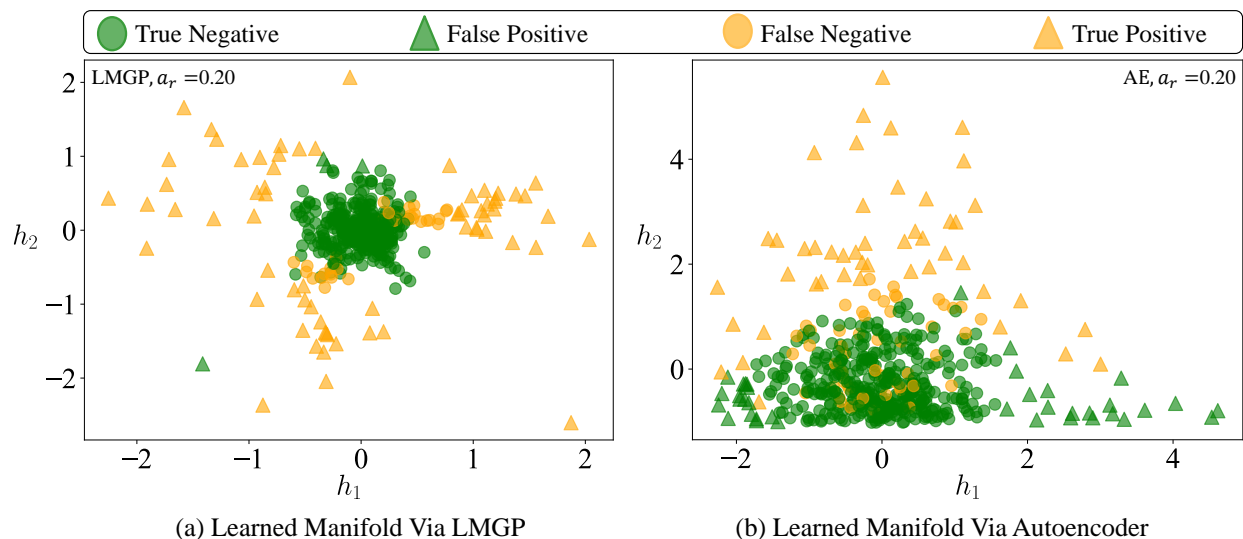 True Negative False Positive False Negative True Positive
LMGP, a_r =0.20
2
1
0
−1
−2
h_2
−2 −1 0 1 2
h_1
(a) Learned Manifold Via LMGP
AE, a_r =0.20
4
2
0
h_2
−2 0 2 4
h_1
(b) Learned Manifold Via Autoencoder